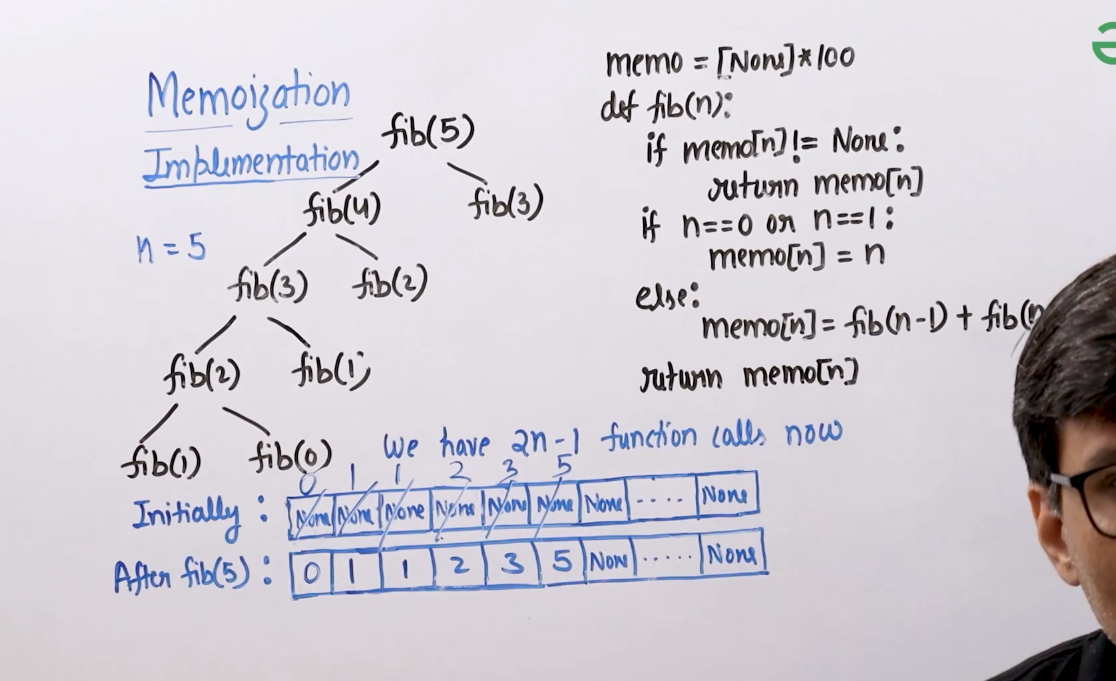 Memoization
Implementation
n = 5
fib(5)
fib(4) fib(3)
fib(3) fib(2)
fib(2) fib(1)
fib(1) fib(0)
memo = [None]*100
def fib(n):
if memo[n] != None:
return memo[n]
if n==0 or n==1:
memo[n] = n
else:
memo[n] = fib(n-1) + fib(n
return memo[n]
we have 2n-1 function calls now
0 1 1 2 3 5
Initially : None None None None None None None .... None
After fib(5) : 0 1 1 2 3 5 None ..... None